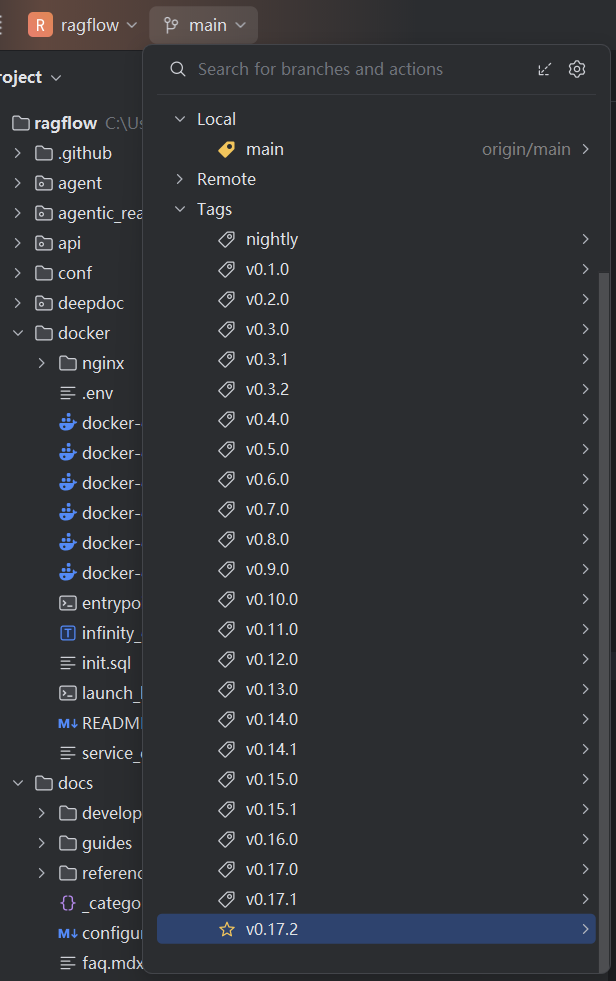 R ragflow main
roject
Search for branches and actions
ragflow C:\Us
Local
main origin/main
Remote
Tags
nightly
v0.1.0
v0.2.0
v0.3.0
v0.3.1
v0.3.2
v0.4.0
v0.5.0
v0.6.0
v0.7.0
v0.8.0
v0.9.0
v0.10.0
v0.11.0
v0.12.0
v0.13.0
v0.14.0
v0.14.1
v0.15.0
v0.15.1
v0.16.0
v0.17.0
v0.17.1
v0.17.2
.github
agent
agentic_rea
api
conf
deepdoc
docker
nginx
.env
docker-
docker-
docker-
docker-
docker-
docker-
entrypo
T infinity_
init.sql
launch_
M↓ README
service_
docs
develop
guides
referenc
{} _catego
M↓ configur
faq.mdx